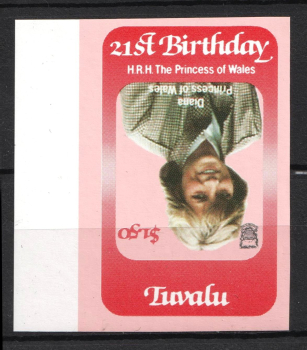 21st Birthday
H.R.H. The Princess of Wales
Diana
Princess of Wales
$1.50
Tuvalu